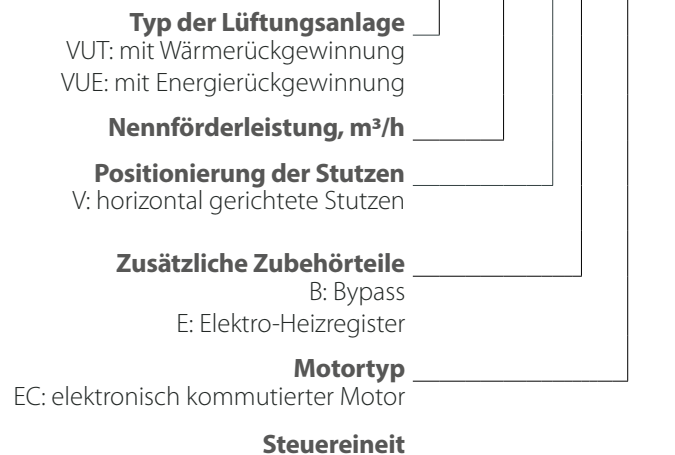 Typ der Lüftungsanlage
VUT: mit Wärmerückgewinnung
VUE: mit Energierückgewinnung
Nennförderleistung, m³/h
Positionierung der Stutzen
V: horizontal gerichtete Stutzen
Zusätzliche Zubehörteile
B: Bypass
E: Elektro-Heizregister
Motortyp
EC: elektronisch kommutierter Motor
Steuereineit